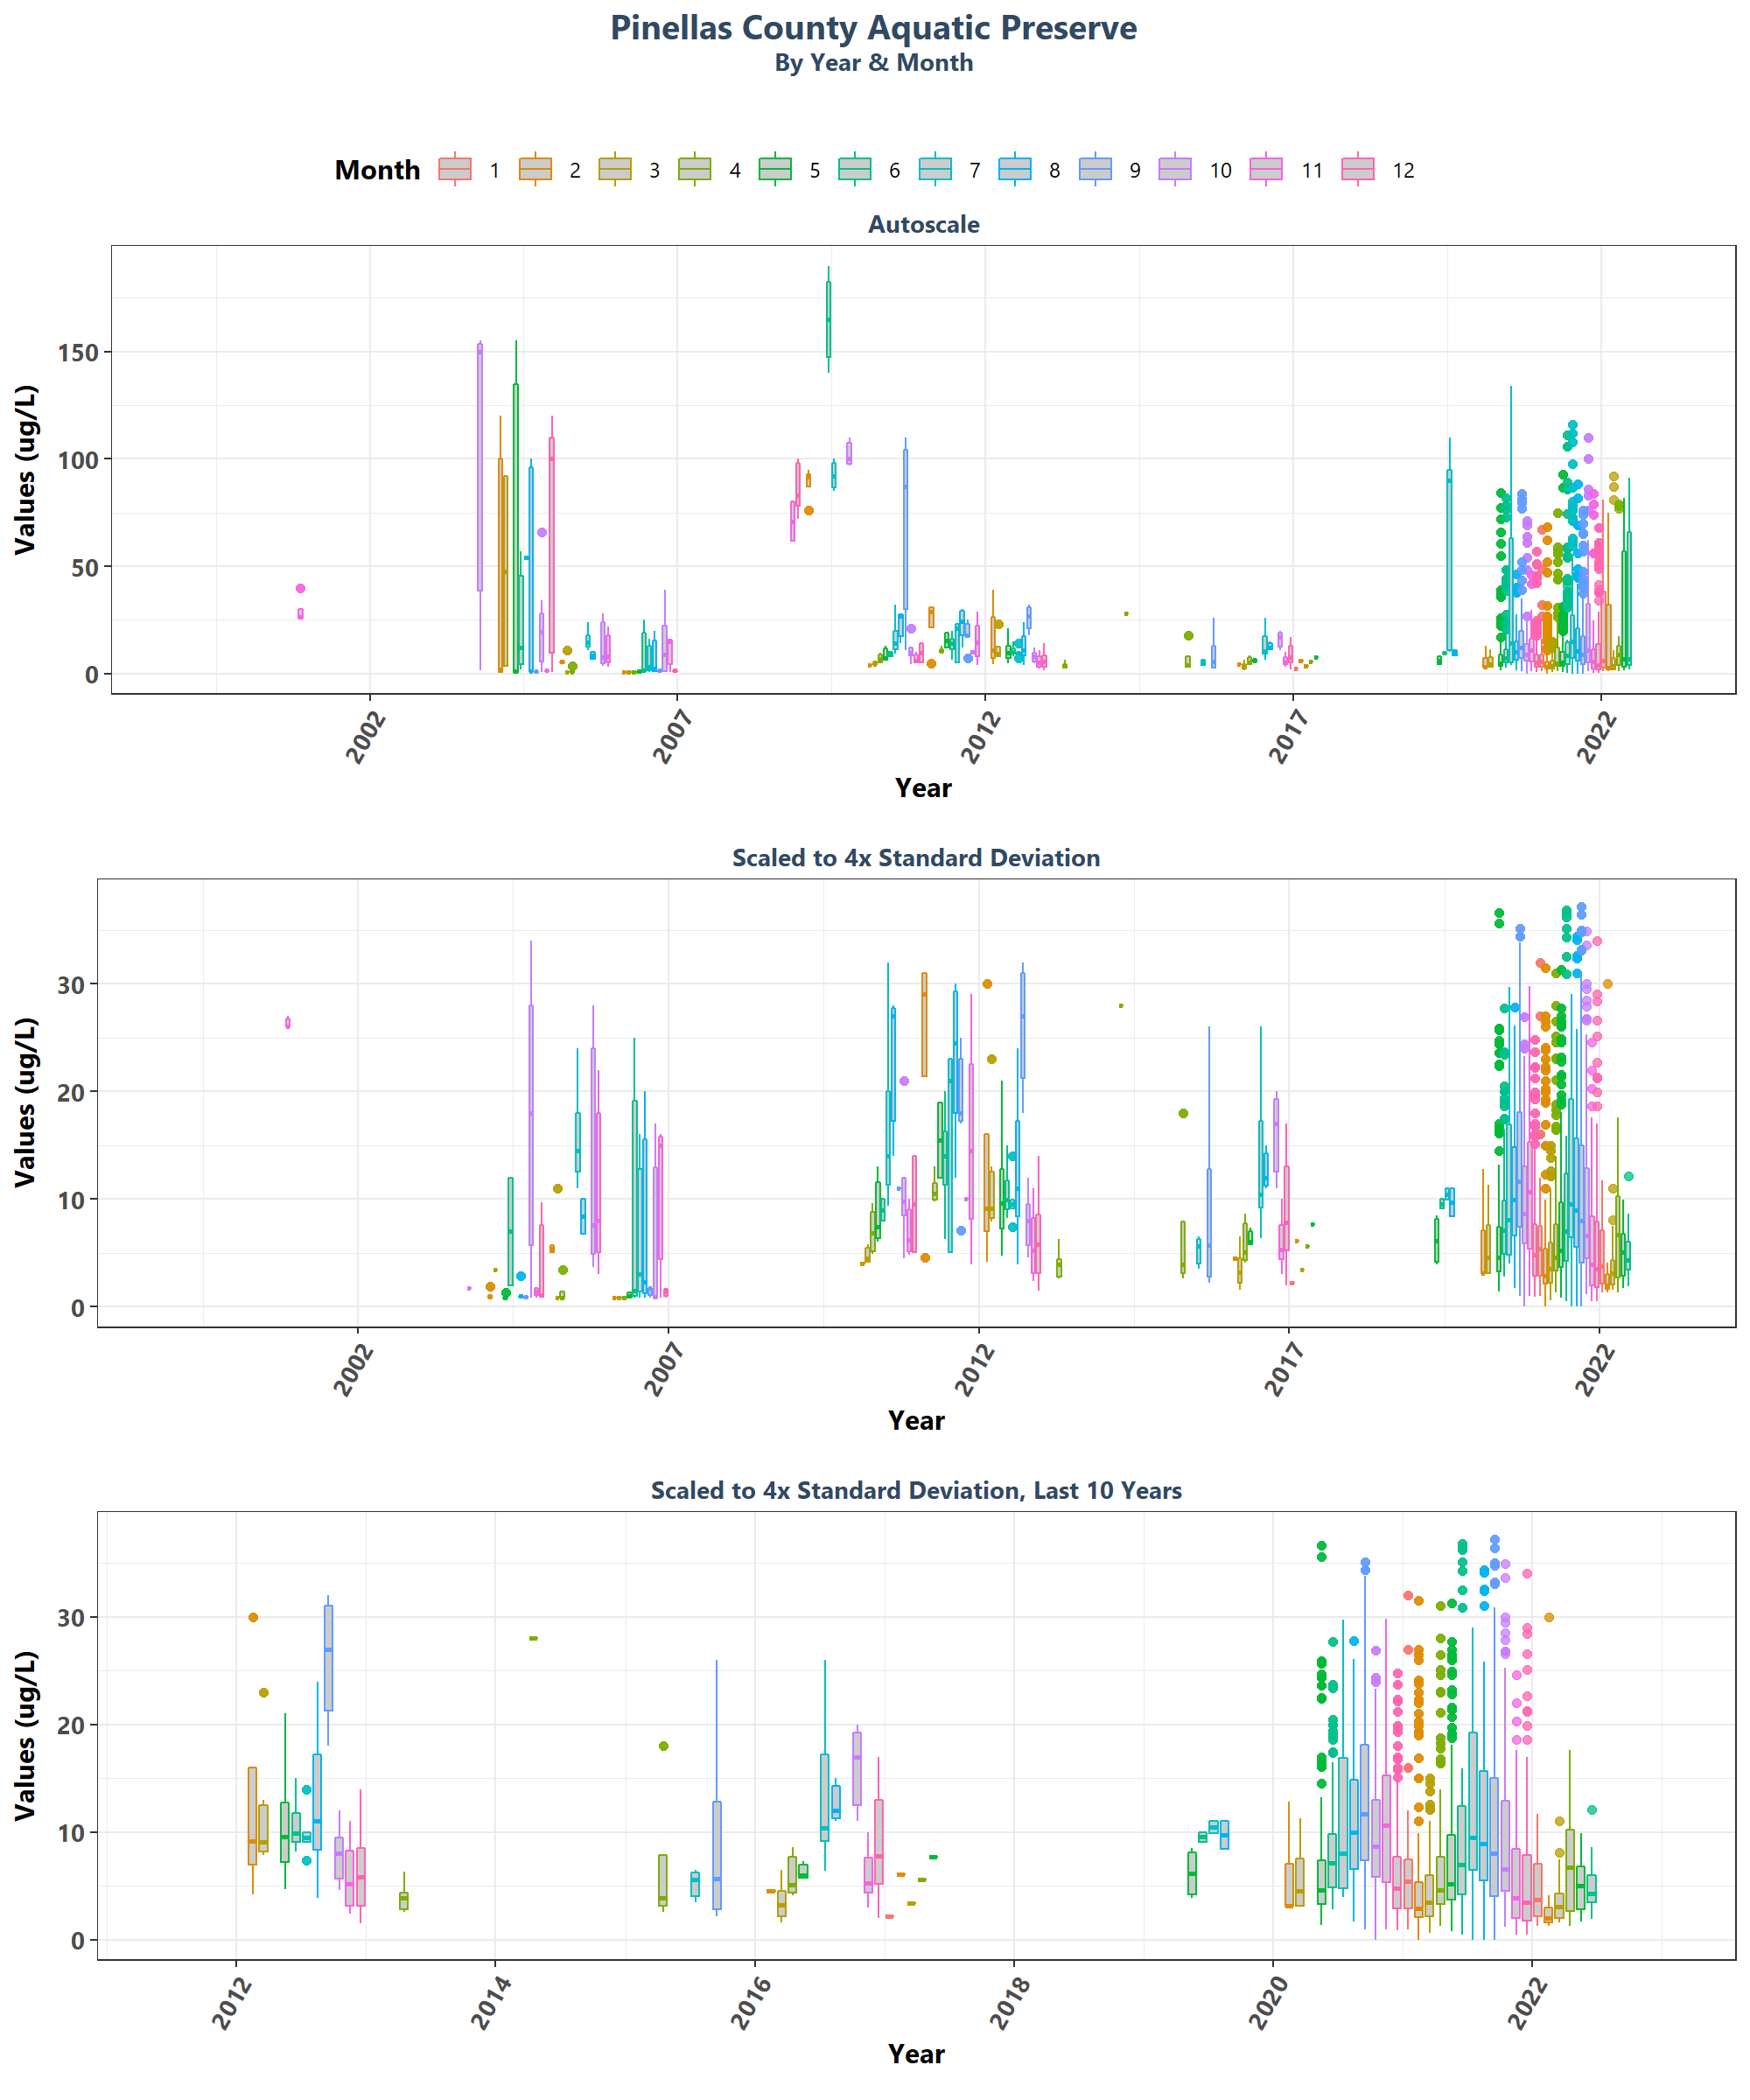 Pinellas County Aquatic Preserve
By Year & Month
Month 1 2 3 4 5 6 7 8 9 10 11 12
Autoscale
Values (ug/L)
150
100
50
0
2002 2007 2012 2017 2022
Year
Scaled to 4x Standard Deviation
Values (ug/L)
30
20
10
0
2002 2007 2012 2017 2022
Year
Scaled to 4x Standard Deviation, Last 10 Years
Values (ug/L)
30
20
10
0
2012 2014 2016 2018 2020 2022
Year